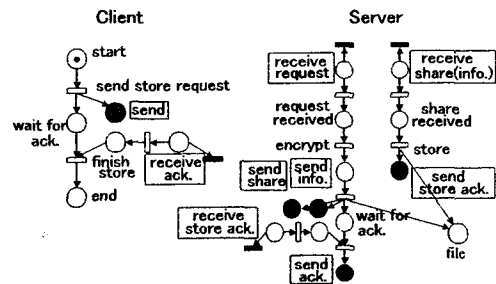 Client
start
send store request
send
wait for
ack.
finish
store
receive
ack.
end
Server
receive
request
request
received
encrypt
send
share
send
info.
wait for
ack.
receive
store ack.
send
ack.
receive
share(info.)
share
received
store
send
store ack.
file